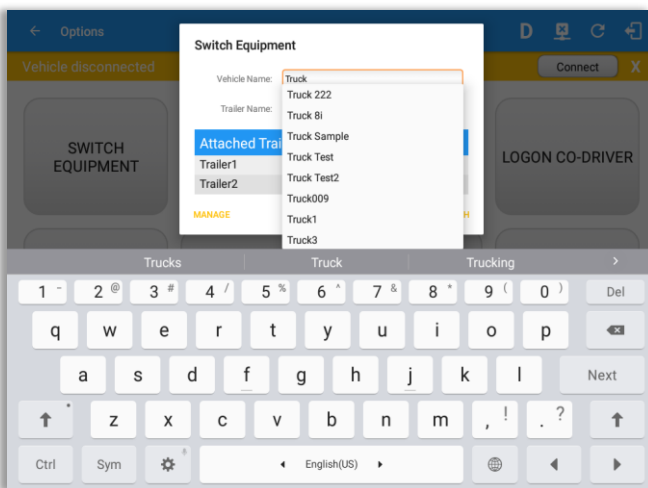 Options
D
Vehicle disconnected
Connect
X
SWITCH
EQUIPMENT
LOGON CO-DRIVER
Switch Equipment
Vehicle Name:
Truck
Trailer Name:
Truck 222
Truck 8i
Truck Sample
Truck Test
Truck Test2
Truck009
Truck1
Truck3
Attached Trai
Trailer1
Trailer2
MANAGE
H
Trucks Truck Trucking
1 - 2 @ 3 # 4 / 5 % 6 ^ 7 & 8 * 9 ( 0 ) Del
q w e r t y u i o p
a s d f g h j k l Next
z x c v b n m , ! . ?
Ctrl Sym English(US)